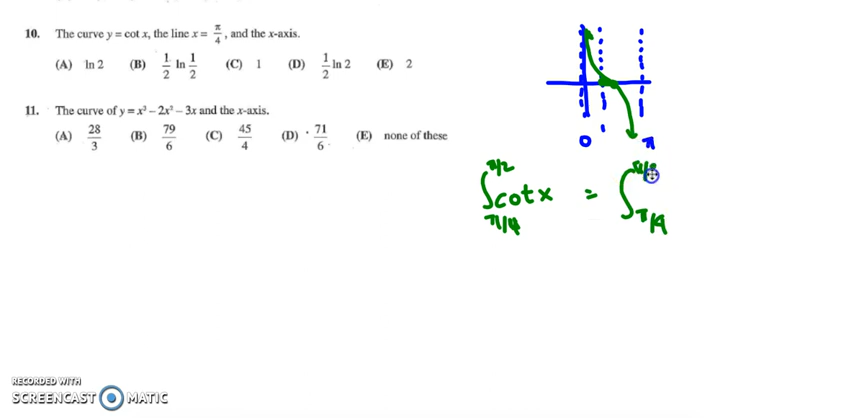 10. The curve y = cot x, the line x = π/4, and the x-axis.
(A) ln 2 (B) 1/2 ln 1/2 (C) 1 (D) 1/2 ln 2 (E) 2
11. The curve of y = x³ − 2x² − 3x and the x-axis.
(A) 28/3 (B) 79/6 (C) 45/4 (D) 71/6 (E) none of these
0 π
∫ π/4 π/2 cot x = ∫ π/4
RECORDED WITH
SCREENCAST MATIC